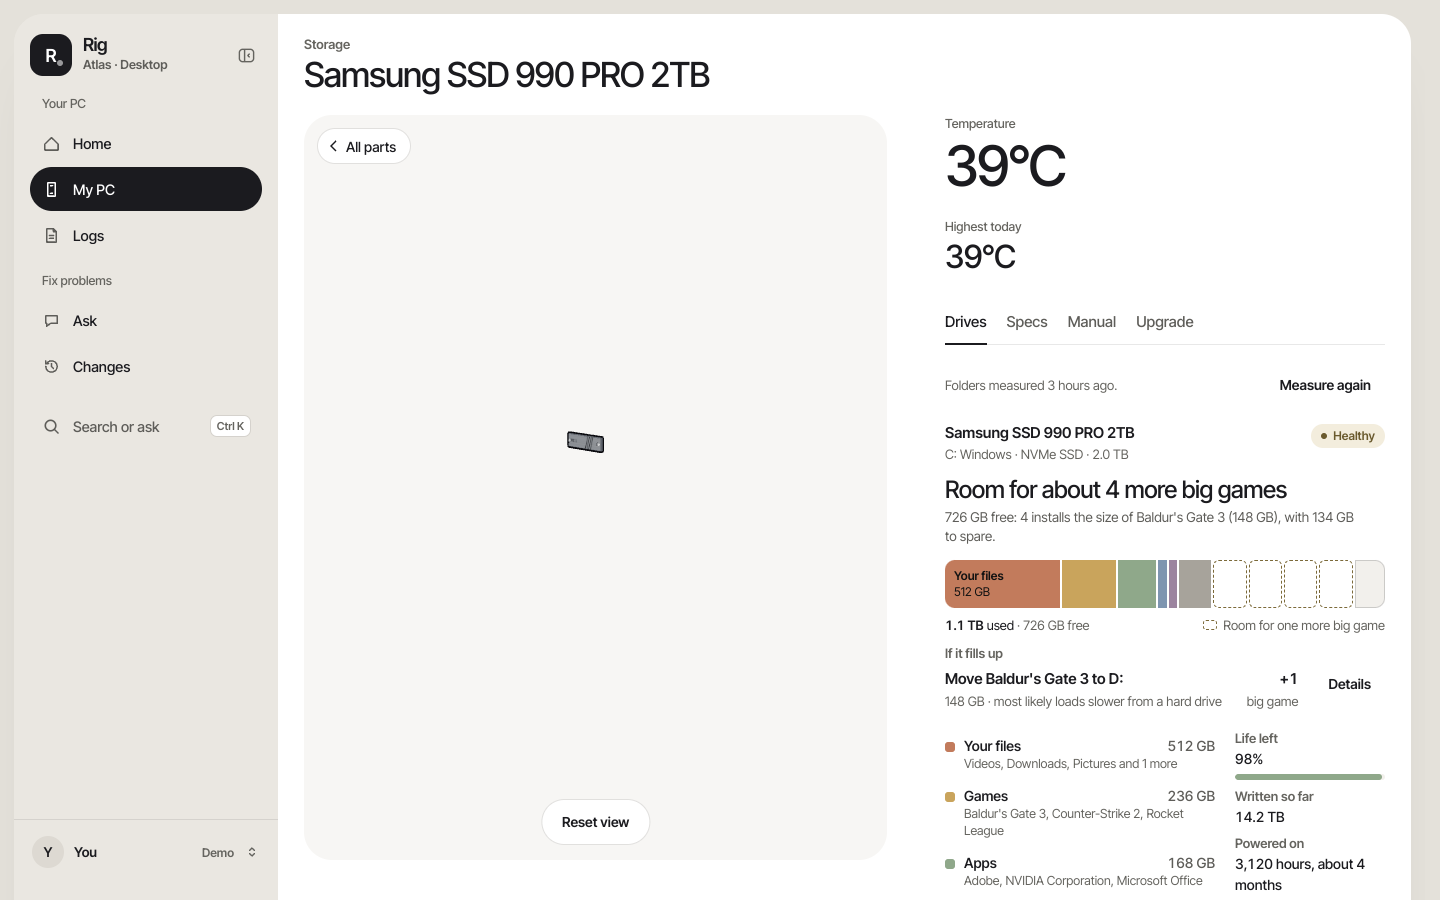 R.
Rig
Atlas · Desktop
Your PC
Home
My PC
Logs
Fix problems
Ask
Changes
Search or ask
Ctrl K
Y
You
Demo
Storage
Samsung SSD 990 PRO 2TB
All parts
Reset view
Temperature
39°C
Highest today
39°C
Drives Specs Manual Upgrade
Folders measured 3 hours ago.
Measure again
Samsung SSD 990 PRO 2TB
Healthy
C: Windows · NVMe SSD · 2.0 TB
Room for about 4 more big games
726 GB free: 4 installs the size of Baldur's Gate 3 (148 GB), with 134 GB
to spare.
Your files
512 GB
1.1 TB used · 726 GB free
Room for one more big game
If it fills up
Move Baldur's Gate 3 to D:
+1
148 GB · most likely loads slower from a hard drive
big game
Details
Your files 512 GB
Videos, Downloads, Pictures and 1 more
Games 236 GB
Baldur's Gate 3, Counter-Strike 2, Rocket
League
Apps 168 GB
Adobe, NVIDIA Corporation, Microsoft Office
Life left
98%
Written so far
14.2 TB
Powered on
3,120 hours, about 4
months